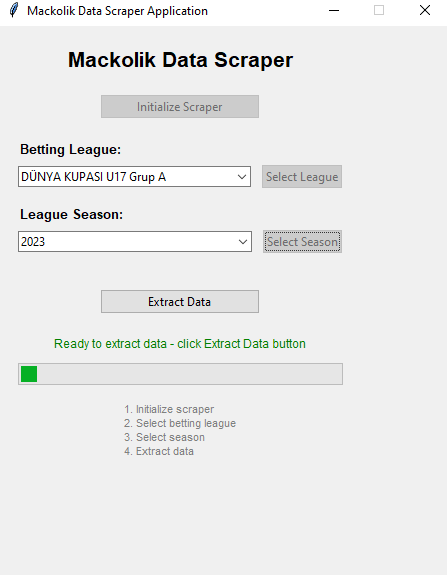 Mackolik Data Scraper Application
Mackolik Data Scraper
Initialize Scraper
Betting League:
DÜNYA KUPASI U17 Grup A
Select League
League Season:
2023
Select Season
Extract Data
Ready to extract data - click Extract Data button
1. Initialize scraper
2. Select betting league
3. Select season
4. Extract data